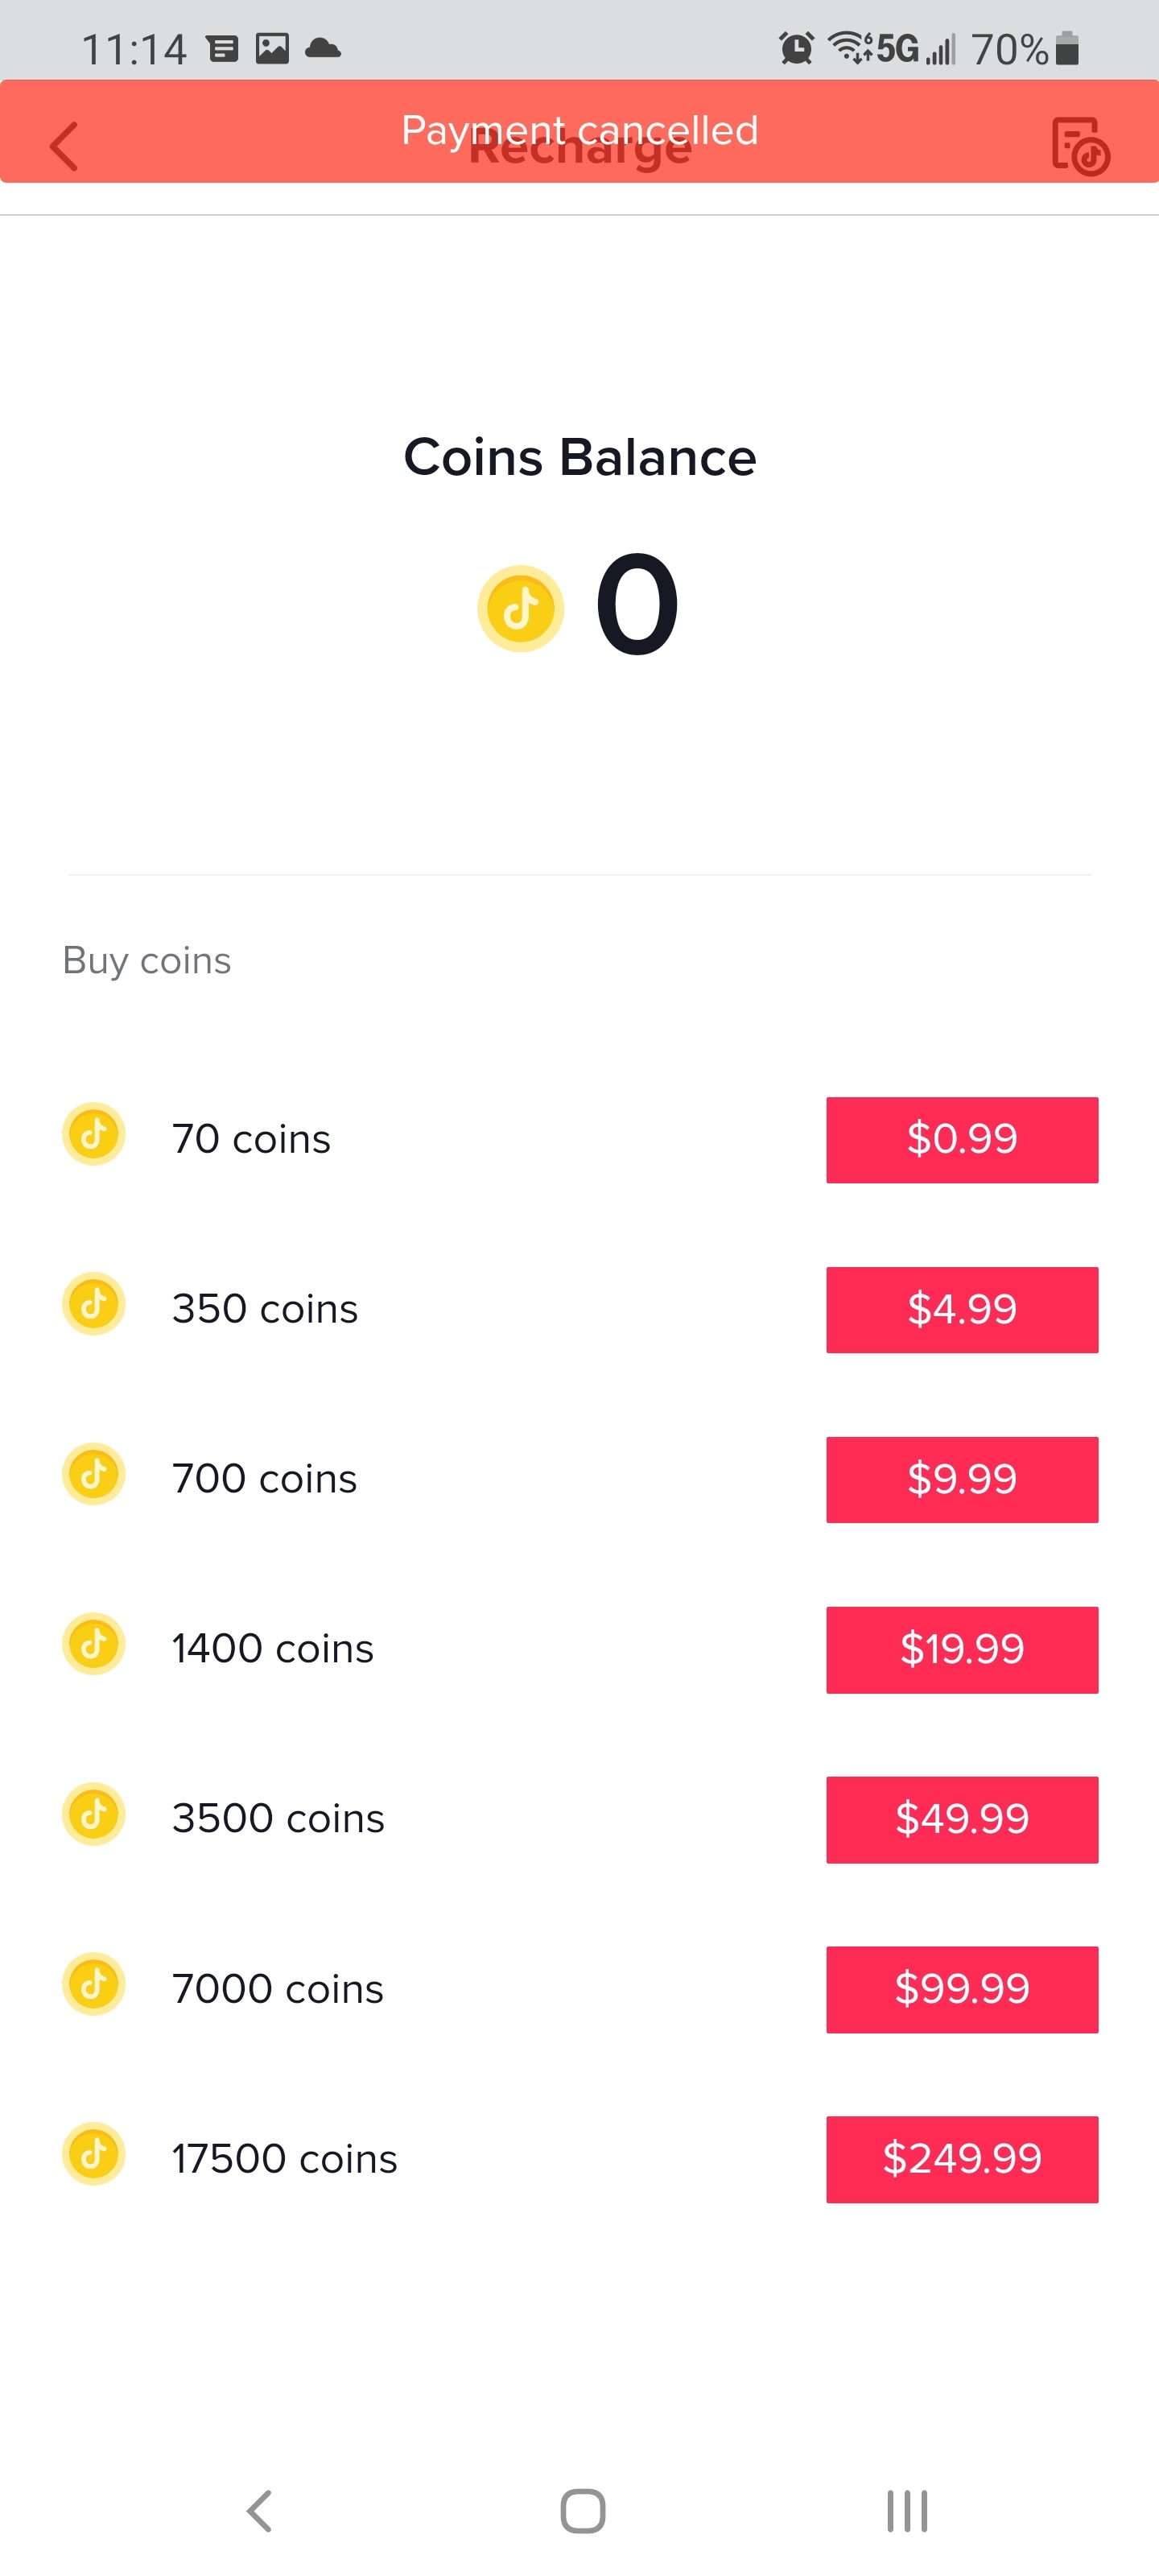 11:14 6 5G 70%
Payment cancelled
Recharge
Coins Balance
0
Buy coins
70 coins $0.99
350 coins $4.99
700 coins $9.99
1400 coins $19.99
3500 coins $49.99
7000 coins $99.99
17500 coins $249.99